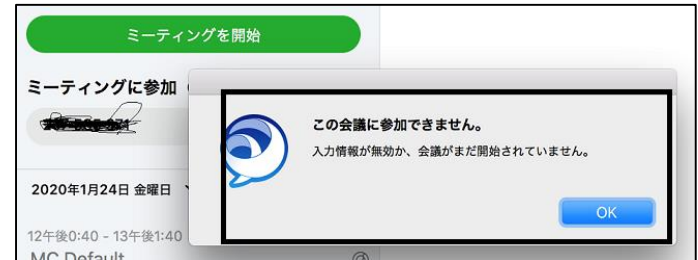 ミーティングを開始
ミーティングに参加
この会議に参加できません。
入力情報が無効か、会議がまだ開始されていません。
2020年1月24日 金曜日
OK
12午後0:40 - 13午後1:40
MC Default